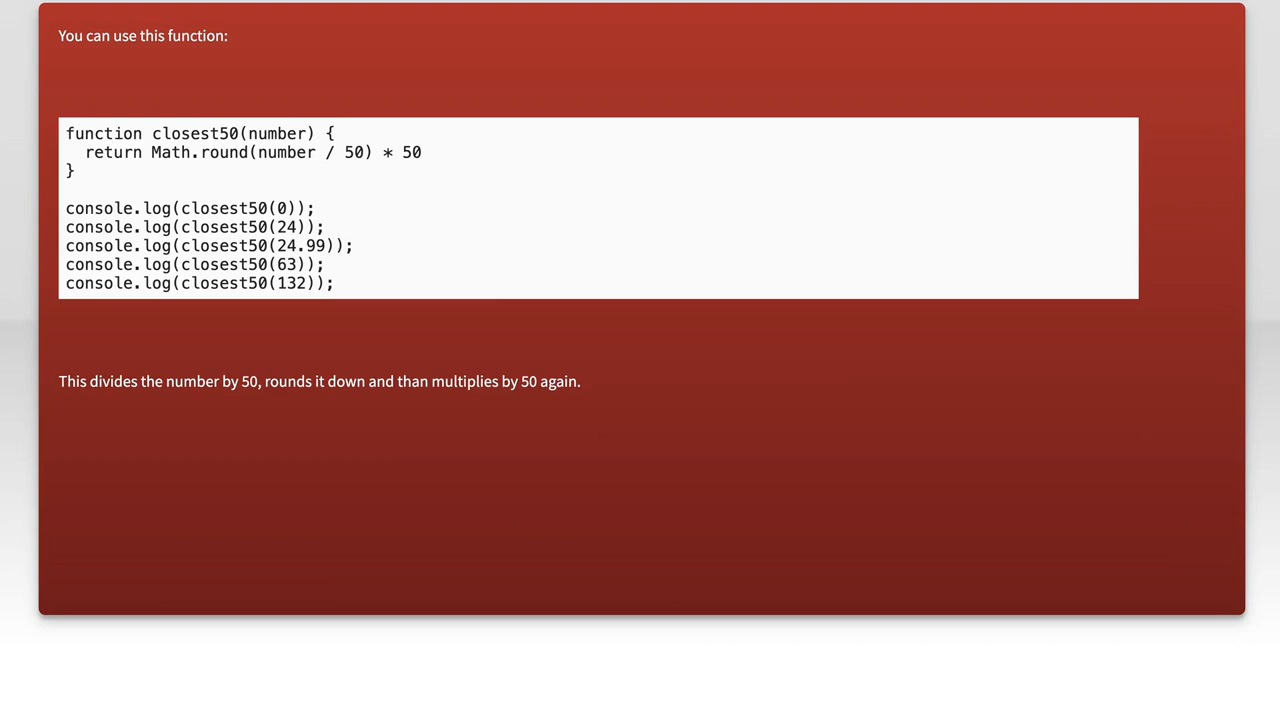 You can use this function:
function closest50(number) {
  return Math.round(number / 50) * 50
}
console.log(closest50(0));
console.log(closest50(24));
console.log(closest50(24.99));
console.log(closest50(63));
console.log(closest50(132));
This divides the number by 50, rounds it down and than multiplies by 50 again.